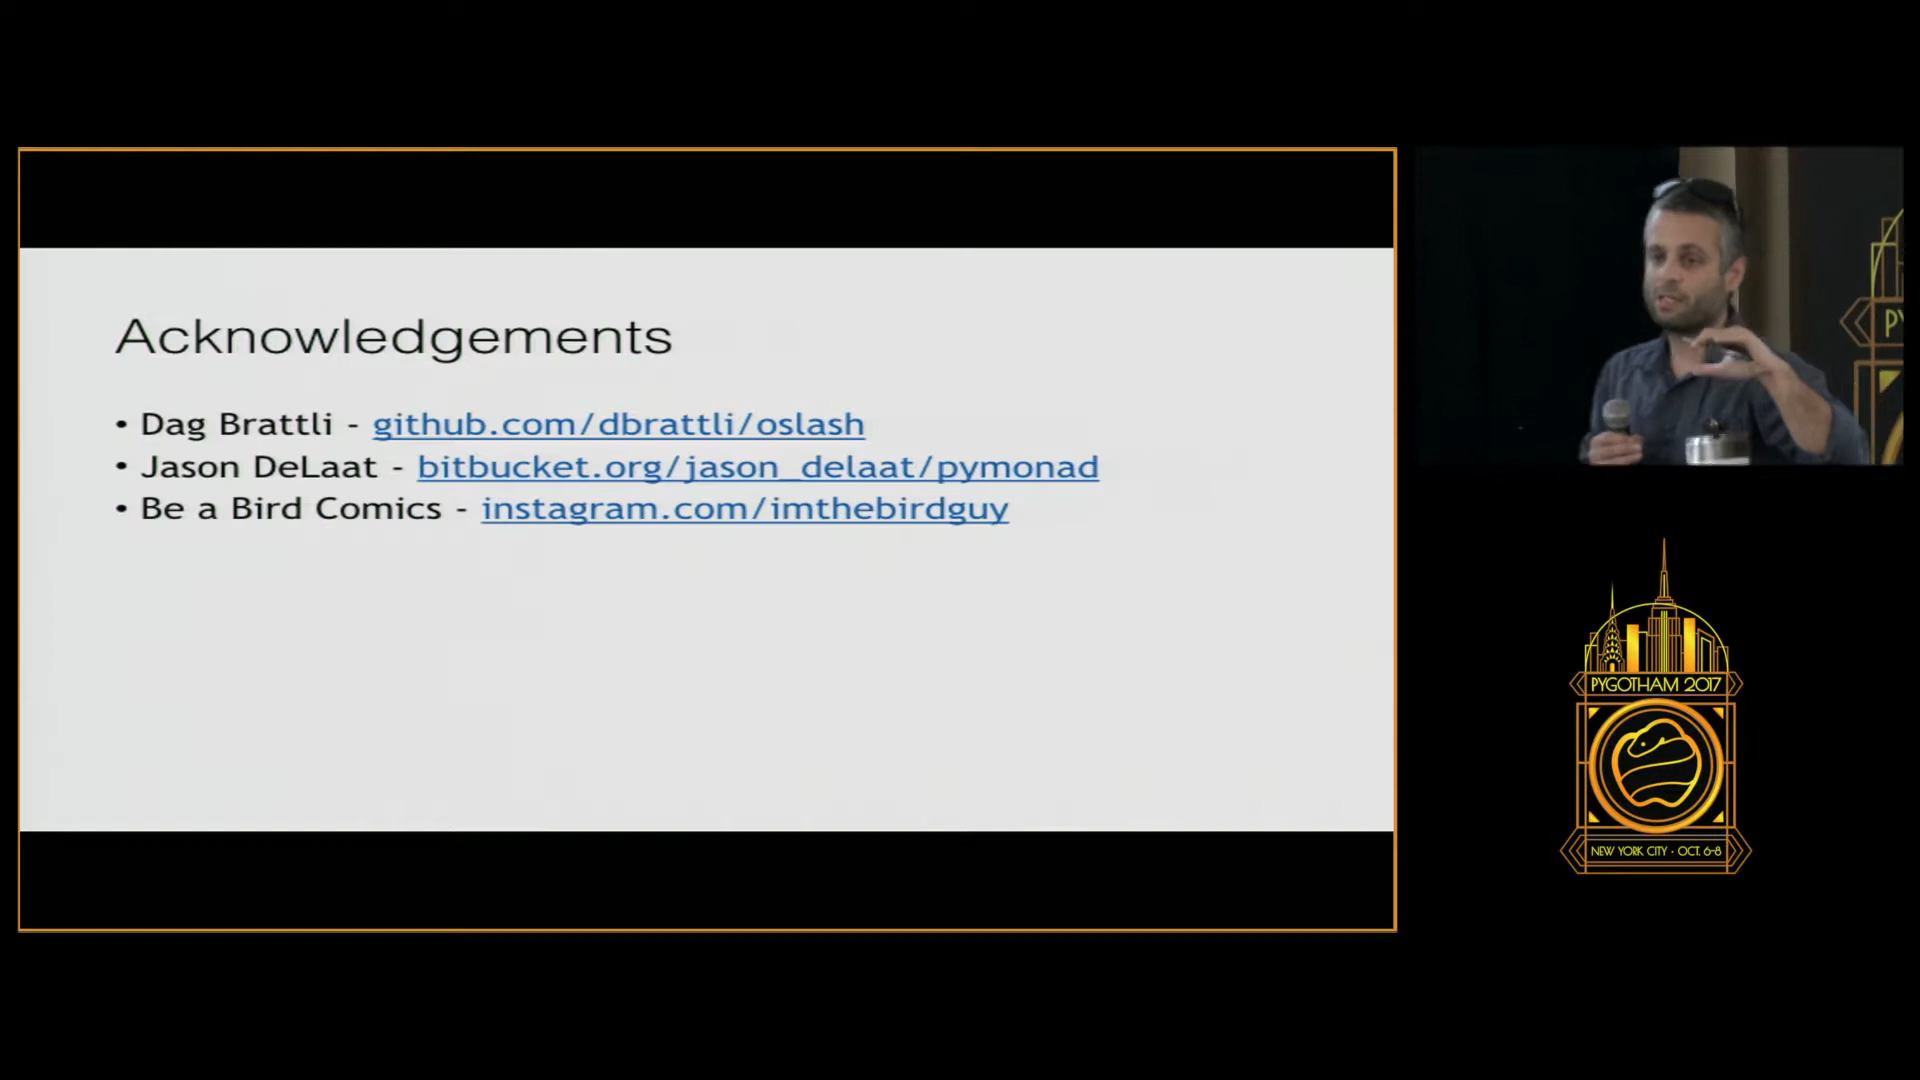 Acknowledgements
• Dag Brattli - github.com/dbrattli/oslash
• Jason DeLaat - bitbucket.org/jason_delaat/pymonad
• Be a Bird Comics - instagram.com/imthebirdguy
PY
PYGOTHAM 2017
NEW YORK CITY • OCT. 6-8